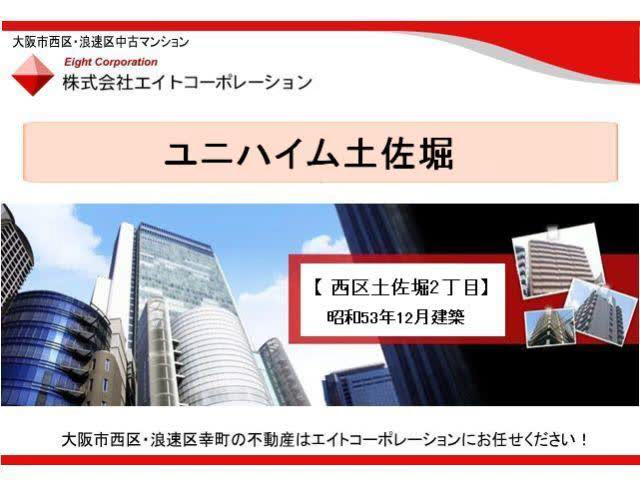 大阪市西区・浪速区中古マンション
Eight Corporation
株式会社エイトコーポレーション
ユニハイム土佐堀
【 西区土佐堀2丁目】
昭和53年12月建築
大阪市西区・浪速区幸町の不動産はエイトコーポレーションにお任せください！